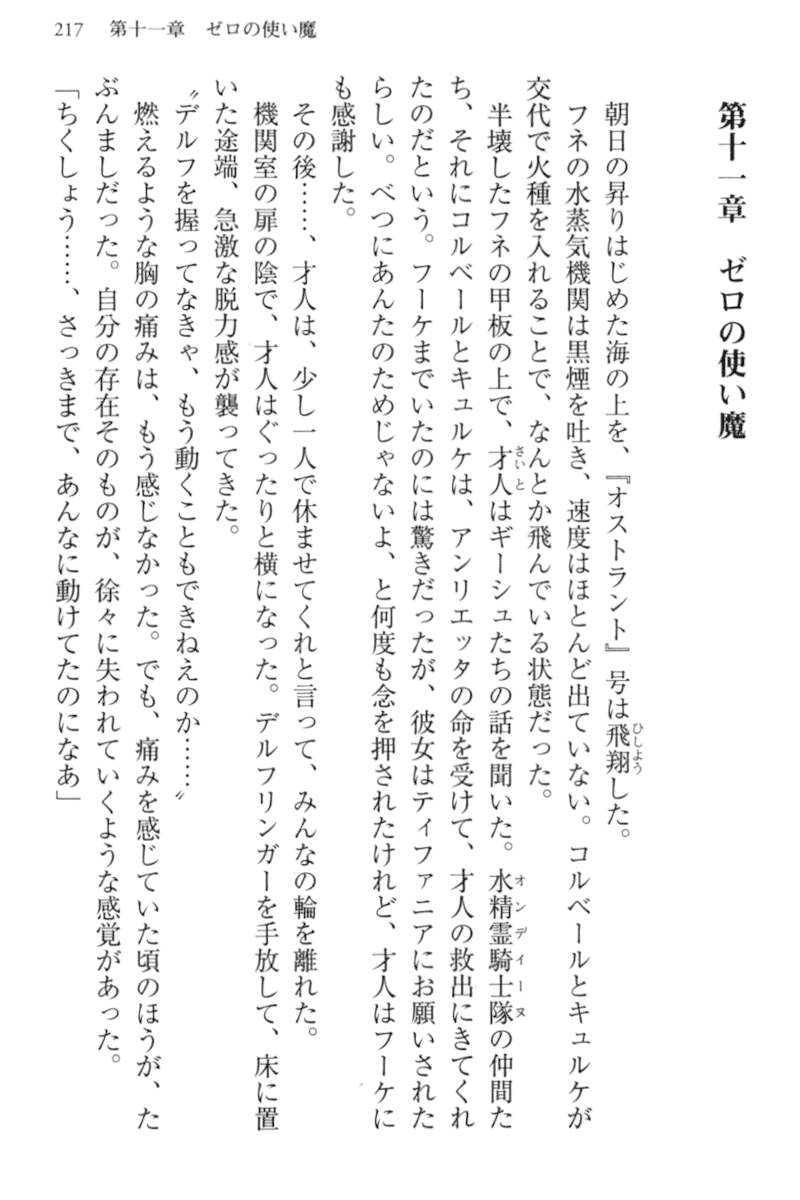 217　第十一章　ゼロの使い魔
第十一章　ゼロの使い魔
朝日の昇りはじめた海の上を、『オストラント』号は飛翔した。
フネの水蒸気機関は黒煙を吐き、速度はほとんど出ていない。コルベールとキュルケが
交代で火種を入れることで、なんとか飛んでいる状態だった。
半壊したフネの甲板の上で、才人はギーシュたちの話を聞いた。水精霊騎士隊の仲間た
ち、それにコルベールとキュルケは、アンリエッタの命を受けて、才人の救出にきてくれ
たのだという。フーケまでいたのには驚きだったが、彼女はティファニアにお願いされた
らしい。べつにあんたのためじゃないよ、と何度も念を押されたけれど、才人はフーケに
も感謝した。
その後……、才人は、少し一人で休ませてくれと言って、みんなの輪を離れた。
機関室の扉の陰で、才人はぐったりと横になった。デルフリンガーを手放して、床に置
いた途端、急激な脱力感が襲ってきた。
〝デルフを握ってなきゃ、もう動くこともできねえのか……〟
燃えるような胸の痛みは、もう感じなかった。でも、痛みを感じていた頃のほうが、た
ぶんましだった。自分の存在そのものが、徐々に失われていくような感覚があった。
「ちくしょう……、さっきまで、あんなに動けてたのになあ」
ひしよう
さいと
オンディーヌ